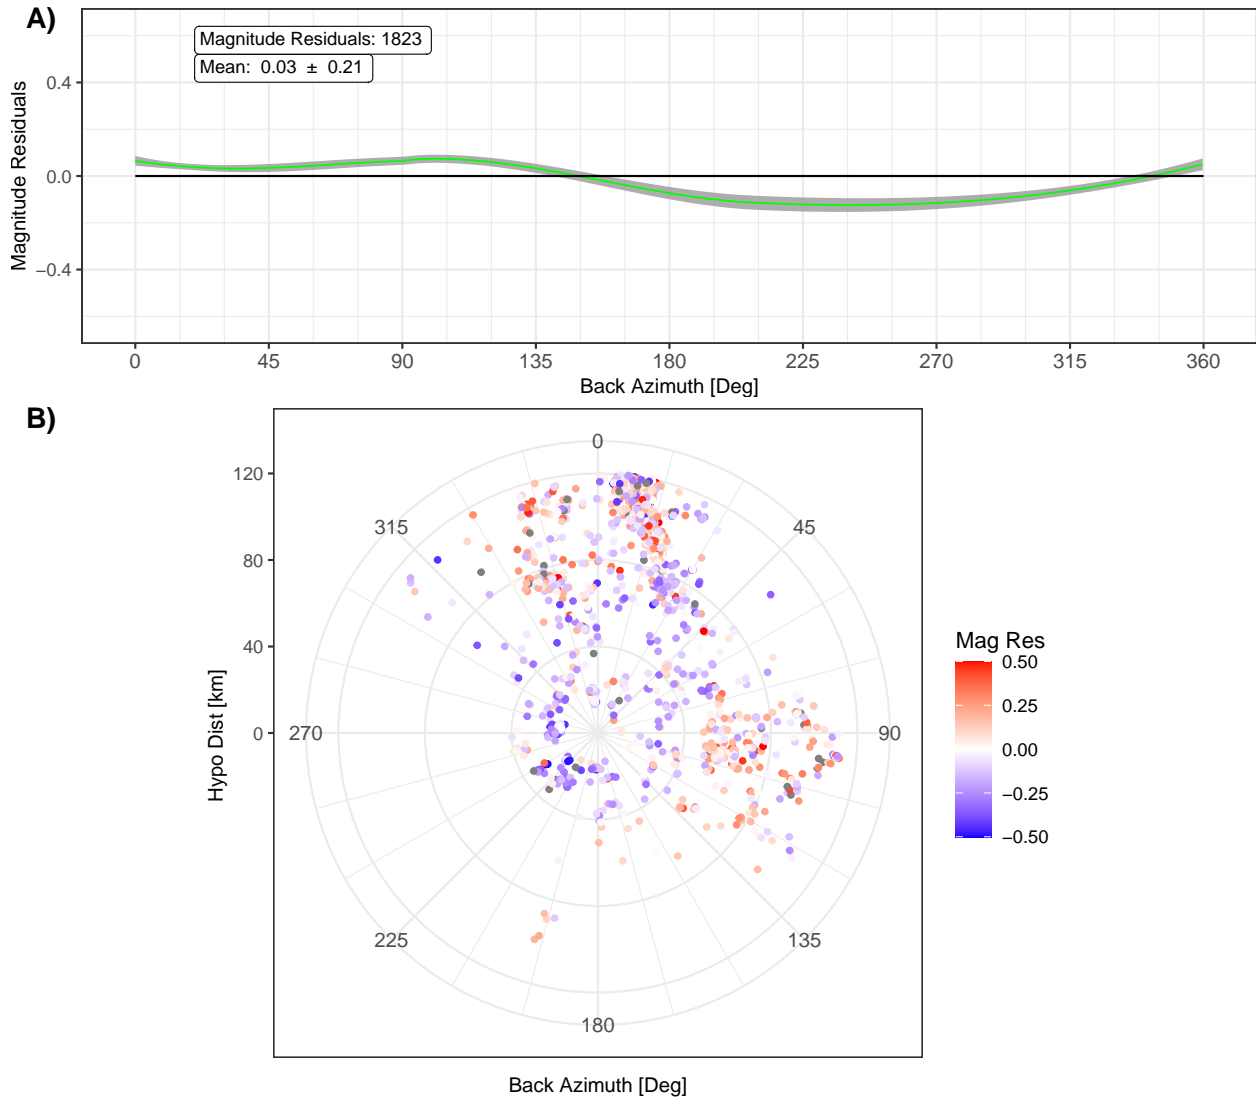 A)
Magnitude Residuals: 1823
Mean:  0.03  ±  0.21
Magnitude Residuals
0.4
0.0
−0.4
0 45 90 135 180 225 270 315 360
Back Azimuth [Deg]
B)
Hypo Dist [km]
120
80
40
0
0
45
90
135
180
225
270
315
Back Azimuth [Deg]
Mag Res
0.50
0.25
0.00
−0.25
−0.50